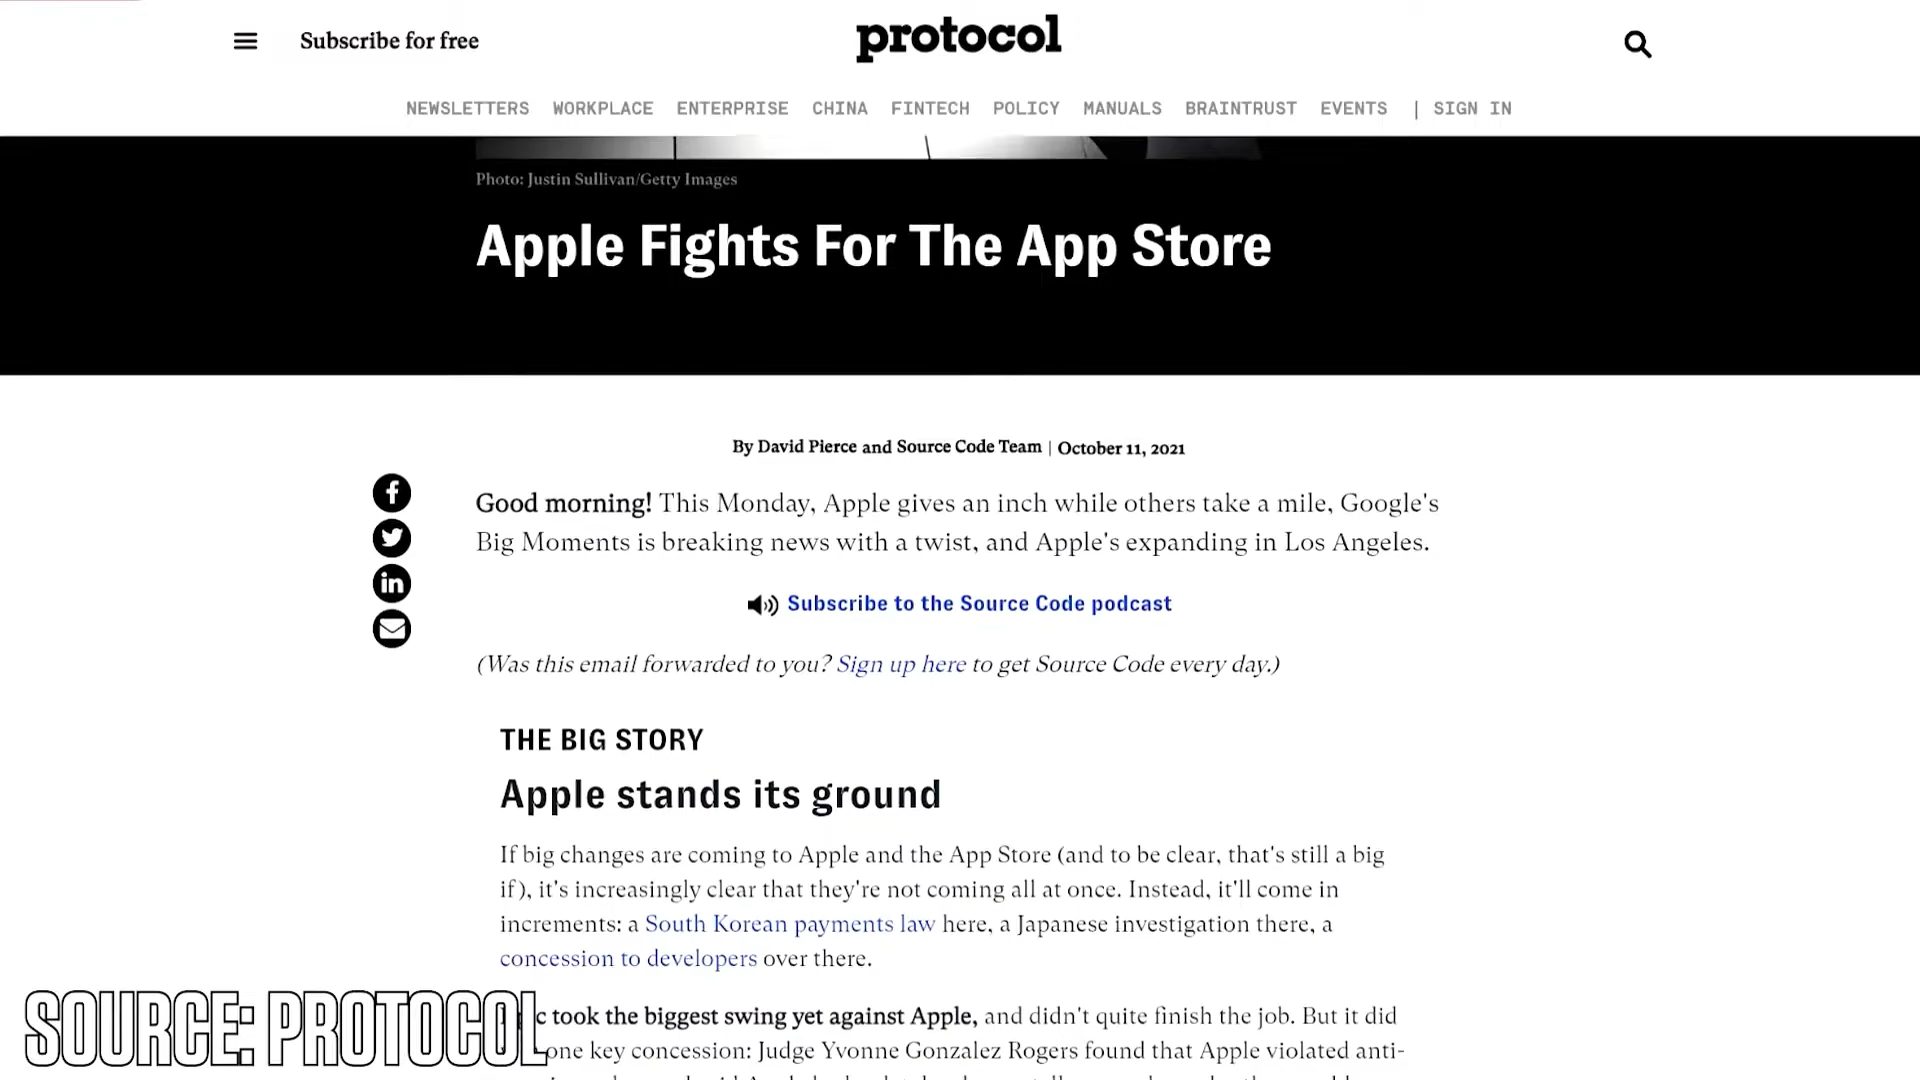 Subscribe for free
protocol
NEWSLETTERS WORKPLACE ENTERPRISE CHINA FINTECH POLICY MANUALS BRAINTRUST EVENTS | SIGN IN
Photo: Justin Sullivan/Getty Images
Apple Fights For The App Store
By David Pierce and Source Code Team | October 11, 2021
Good morning! This Monday, Apple gives an inch while others take a mile, Google's
Big Moments is breaking news with a twist, and Apple's expanding in Los Angeles.
Subscribe to the Source Code podcast
(Was this email forwarded to you? Sign up here to get Source Code every day.)
THE BIG STORY
Apple stands its ground
If big changes are coming to Apple and the App Store (and to be clear, that's still a big
if), it's increasingly clear that they're not coming all at once. Instead, it'll come in
increments: a South Korean payments law here, a Japanese investigation there, a
concession to developers over there.
took the biggest swing yet against Apple, and didn't quite finish the job. But it did
one key concession: Judge Yvonne Gonzalez Rogers found that Apple violated anti-
SOURCE: PROTOCOL